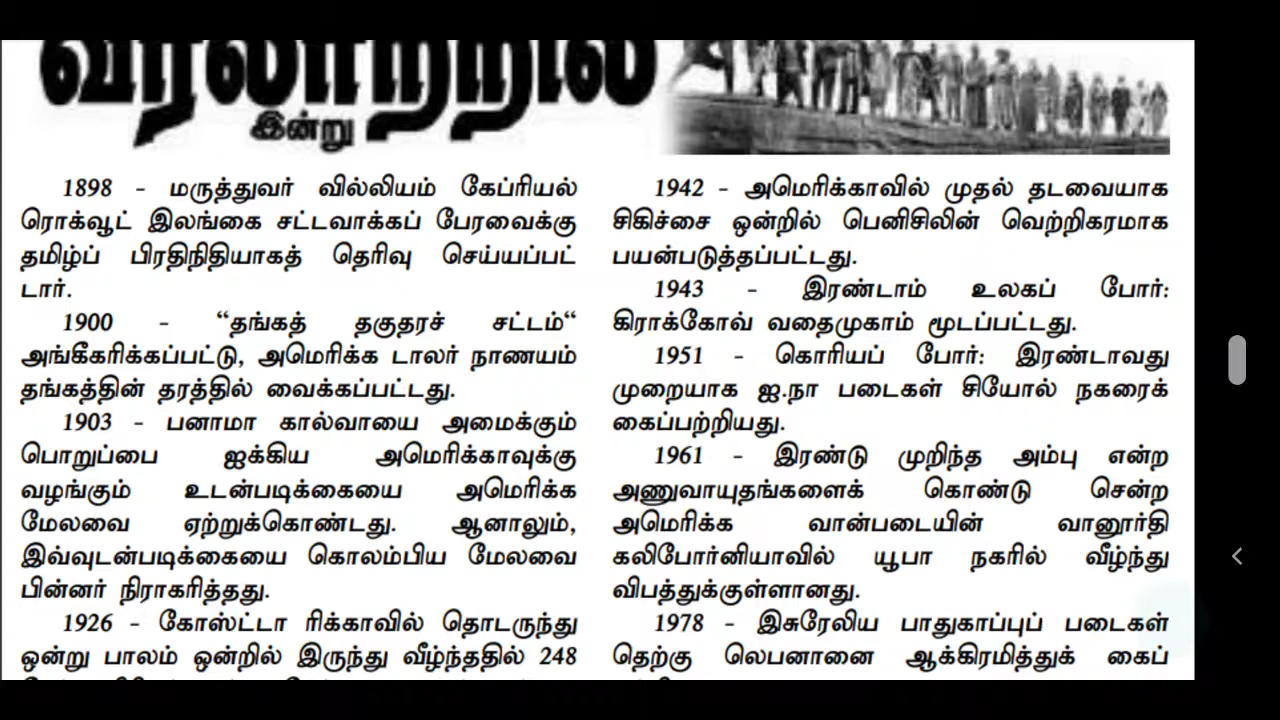 வரலாற்றில்
இன்று
1898 - மருத்துவர் வில்லியம் கேப்ரியல்
ரொக்வூட் இலங்கை சட்டவாக்கப் பேரவைக்கு
தமிழ்ப் பிரதிநிதியாகத் தெரிவு செய்யப்பட்
டார்.
1900 - “தங்கத் தகுதரச் சட்டம்“
அங்கீகரிக்கப்பட்டு, அமெரிக்க டாலர் நாணயம்
தங்கத்தின் தரத்தில் வைக்கப்பட்டது.
1903 - பனாமா கால்வாயை அமைக்கும்
பொறுப்பை ஐக்கிய அமெரிக்காவுக்கு
வழங்கும் உடன்படிக்கையை அமெரிக்க
மேலவை ஏற்றுக்கொண்டது. ஆனாலும்,
இவ்வுடன்படிக்கையை கொலம்பிய மேலவை
பின்னர் நிராகரித்தது.
1926 - கோஸ்ட்டா ரிக்காவில் தொடருந்து
ஒன்று பாலம் ஒன்றில் இருந்து வீழ்ந்ததில் 248
1942 - அமெரிக்காவில் முதல் தடவையாக
சிகிச்சை ஒன்றில் பெனிசிலின் வெற்றிகரமாக
பயன்படுத்தப்பட்டது.
1943 - இரண்டாம் உலகப் போர்:
கிராக்கோவ் வதைமுகாம் மூடப்பட்டது.
1951 - கொரியப் போர்: இரண்டாவது
முறையாக ஐ.நா படைகள் சியோல் நகரைக்
கைப்பற்றியது.
1961 - இரண்டு முறிந்த அம்பு என்ற
அணுவாயுதங்களைக் கொண்டு சென்ற
அமெரிக்க வான்படையின் வானூர்தி
கலிபோர்னியாவில் யூபா நகரில் வீழ்ந்து
விபத்துக்குள்ளானது.
1978 - இசுரேலிய பாதுகாப்புப் படைகள்
தெற்கு லெபனானை ஆக்கிரமித்துக் கைப்